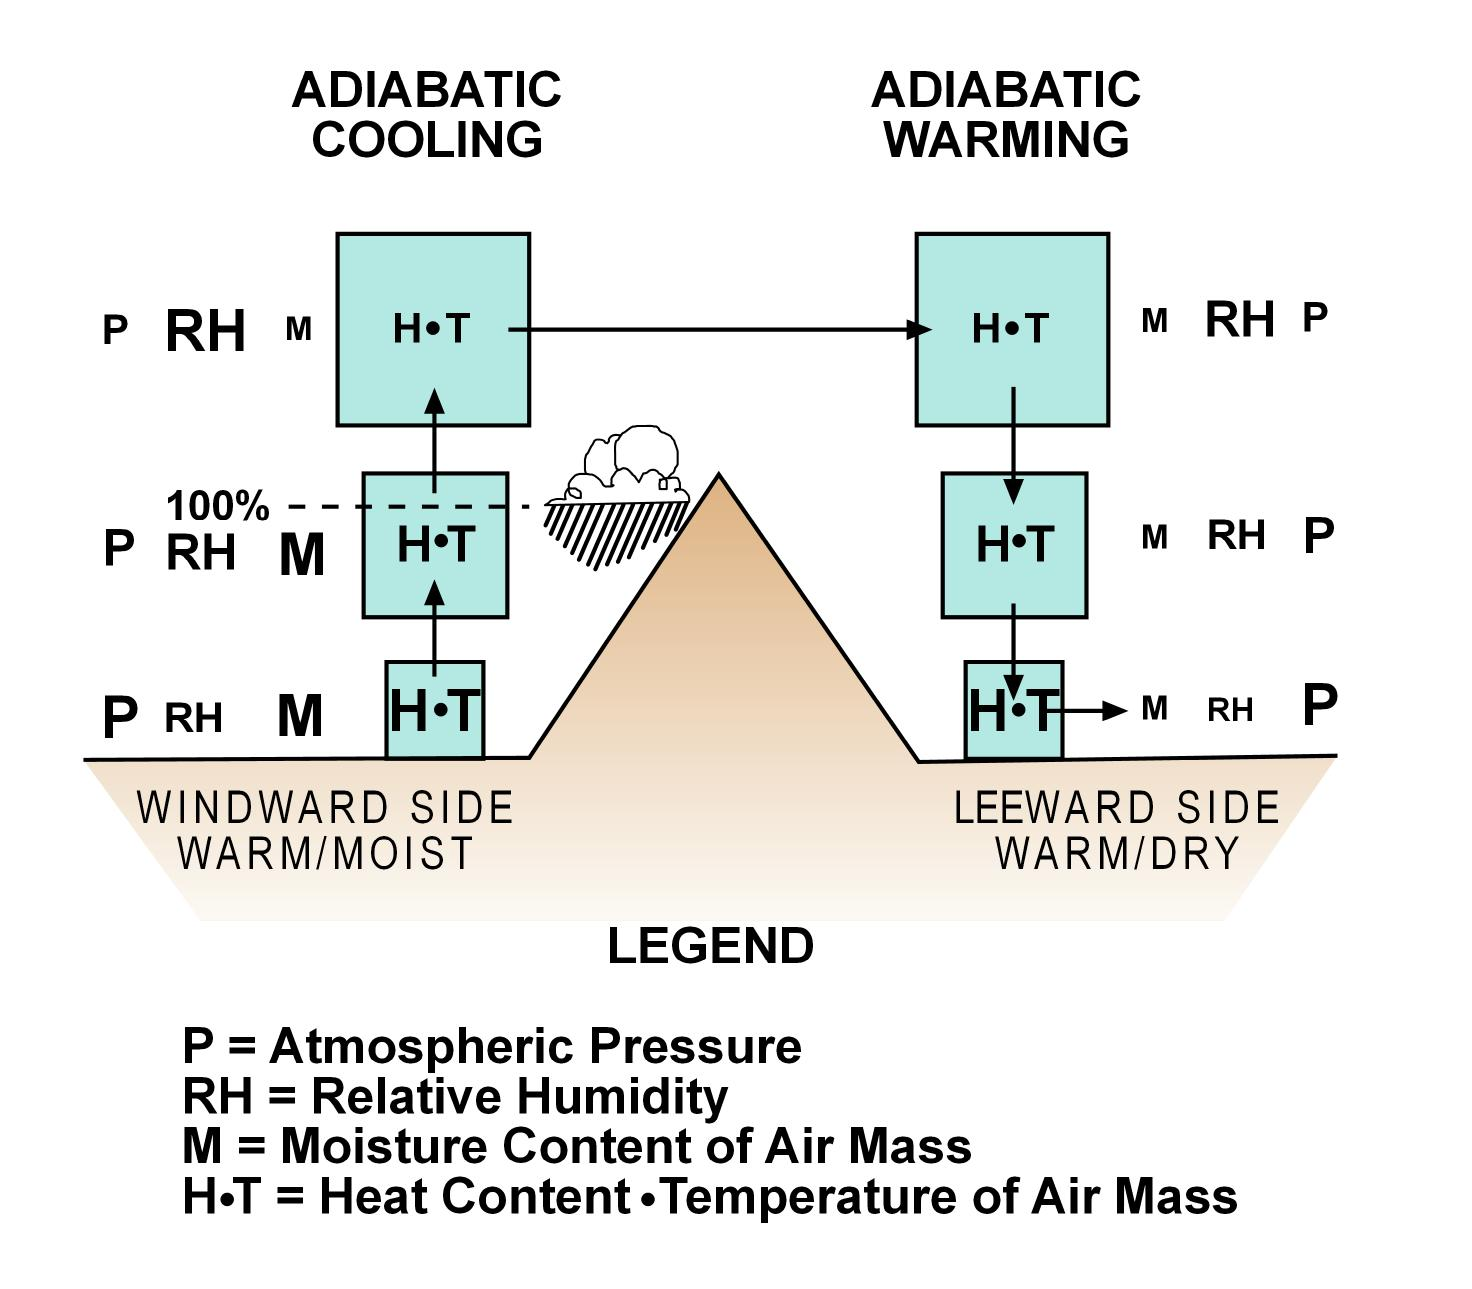 ADIABATIC
COOLING
ADIABATIC
WARMING
P RH M H•T
H•T M RH P
100%
P RH M H•T
H•T M RH P
P RH M H•T
H•T M RH P
WINDWARD SIDE
WARM/MOIST
LEEWARD SIDE
WARM/DRY
LEGEND
P = Atmospheric Pressure
RH = Relative Humidity
M = Moisture Content of Air Mass
H•T = Heat Content •Temperature of Air Mass